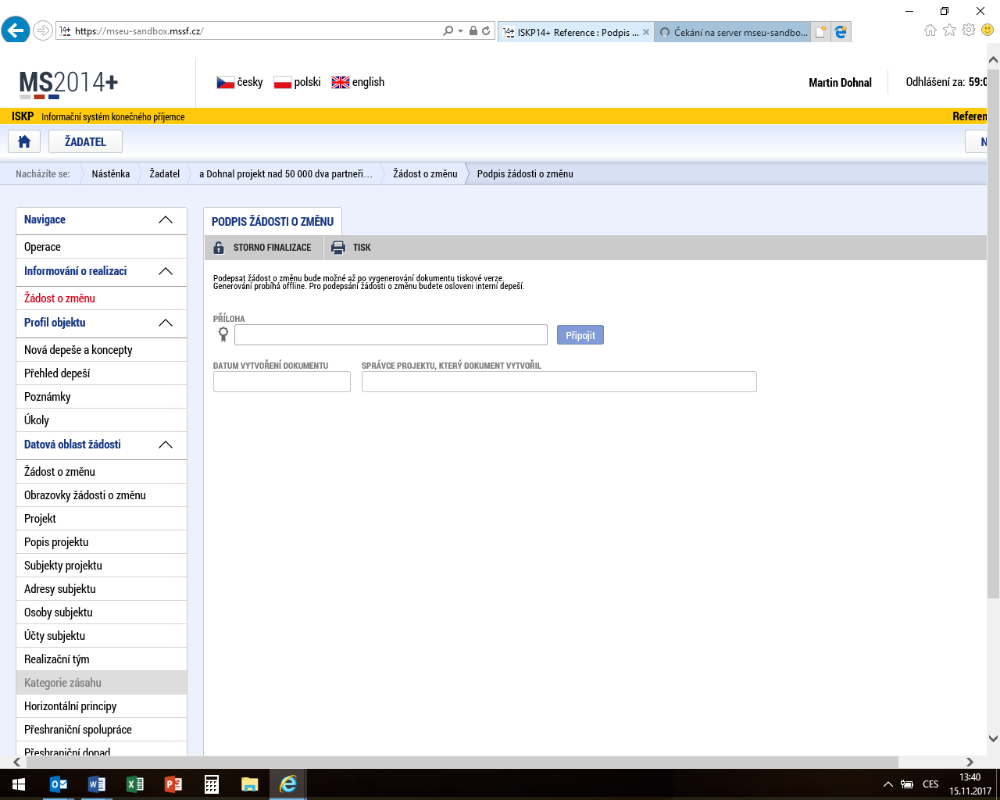 https://mseu-sandbox.mssf.cz/
ISKP14+ Reference : Podpis ...
Čekání na server mseu-sandbo...
MS2014+
česky
polski
english
Martin Dohnal
Odhlášení za: 59:0
ISKP Informační systém konečného příjemce
Referen
ŽADATEL
N
Nacházíte se:
Nástěnka
Žadatel
a Dohnal projekt nad 50 000 dva partneři...
Žádost o změnu
Podpis žádosti o změnu
Navigace
Operace
Informování o realizaci
Žádost o změnu
Profil objektu
Nová depeše a koncepty
Přehled depeší
Poznámky
Úkoly
Datová oblast žádosti
Žádost o změnu
Obrazovky žádosti o změnu
Projekt
Popis projektu
Subjekty projektu
Adresy subjektu
Osoby subjektu
Účty subjektu
Realizační tým
Kategorie zásahu
Horizontální principy
Přeshraniční spolupráce
Přeshraniční dopad
PODPIS ŽÁDOSTI O ZMĚNU
STORNO FINALIZACE
TISK
Podepsat žádost o změnu bude možné až po vygenerování dokumentu tiskové verze.
Generování probíhá offline. Pro podepsání žádosti o změnu budete osloveni interní depeší.
PŘÍLOHA
Připojit
DATUM VYTVOŘENÍ DOKUMENTU
SPRÁVCE PROJEKTU, KTERÝ DOKUMENT VYTVOŘIL
CES
13:40
15.11.2017